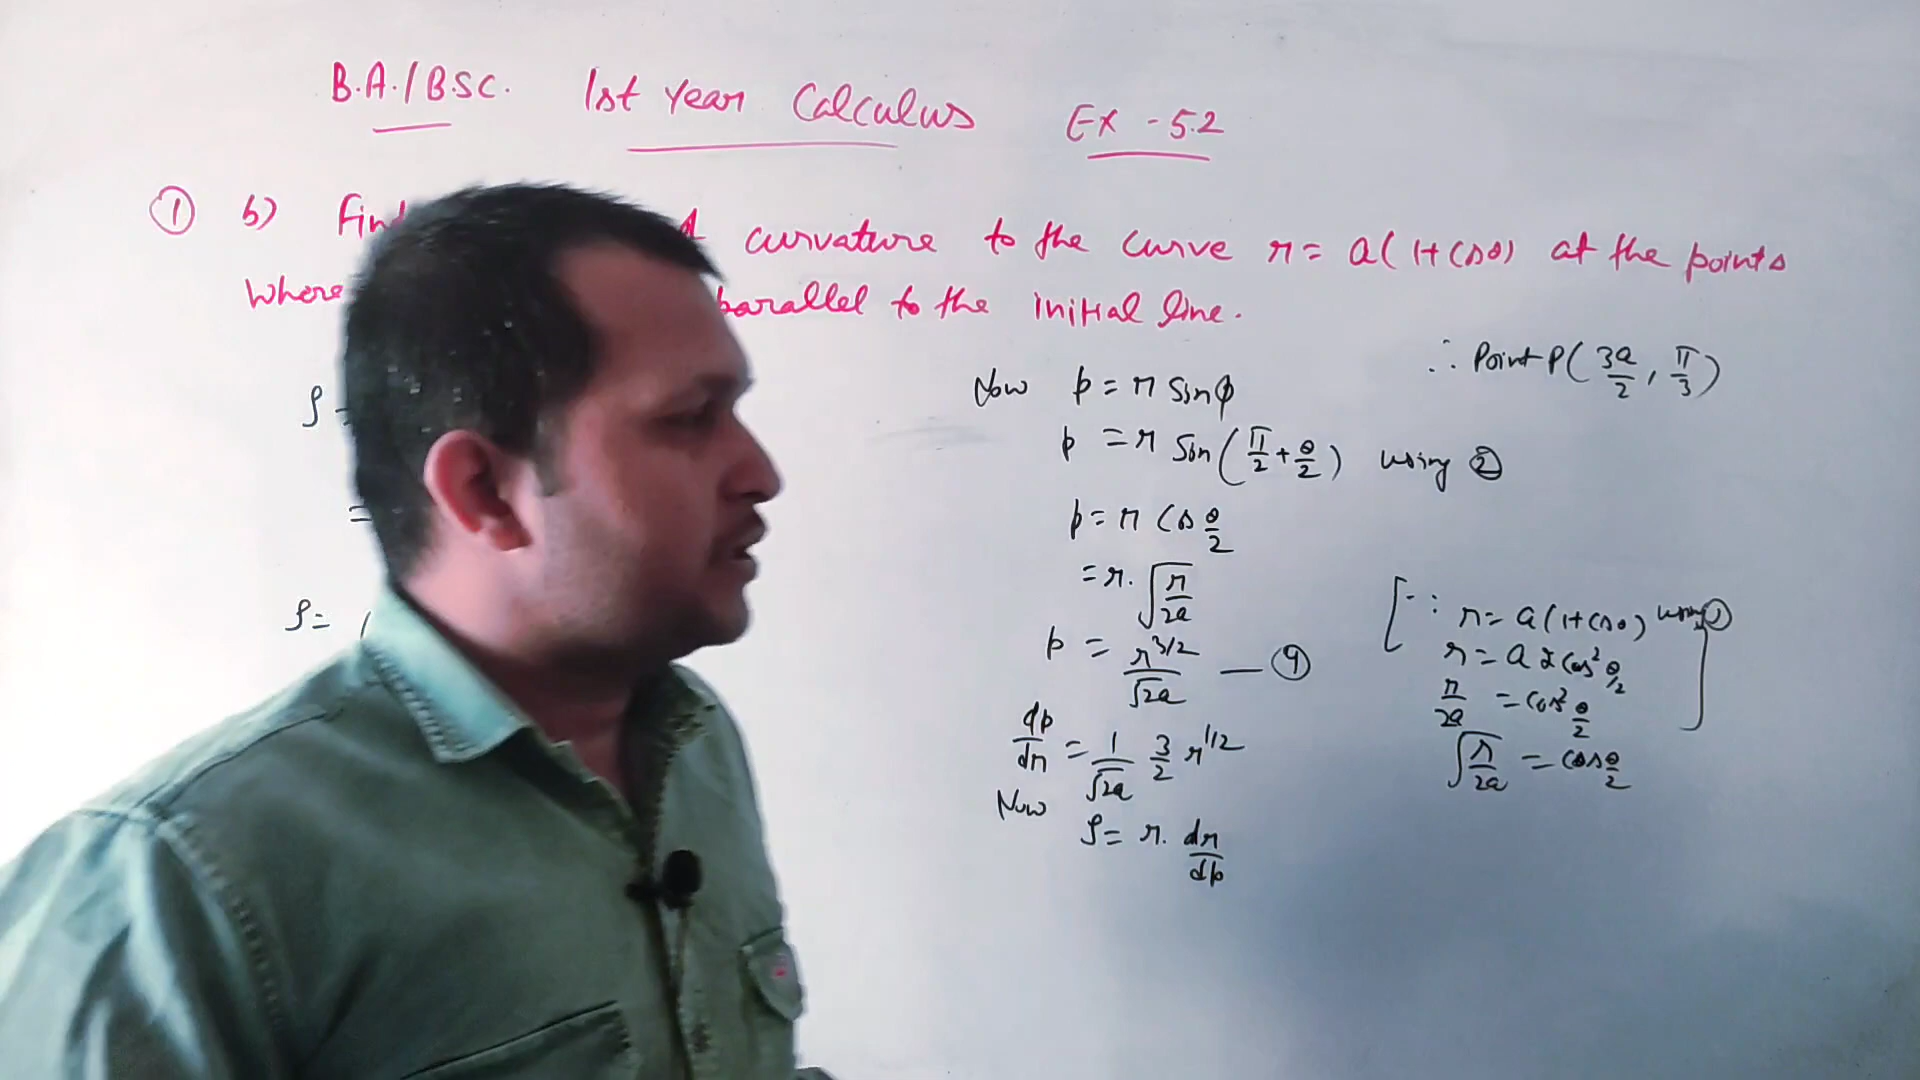 B.A./B.SC. 1st Year Calculus Ex - 5.2
① b) Find curvature to the curve r = a(1+cosθ) at the points
where parallel to the initial line.
∴ Point P(3a/2, π/3)
ρ =
=
ρ =
Now p = r sinφ
p = r sin(π/2 + θ/2) using ②
p = r cos θ/2
= r. √(r/2a)
p = r^3/2 / √2a — ④
dp/dr = 1/√2a 3/2 r^1/2
Now
ρ = r. dr/dp
[∵ r = a(1+cosθ) using ①
r = a 2cos² θ/2
r/2a = cos² θ/2
√(r/2a) = cos θ/2 ]